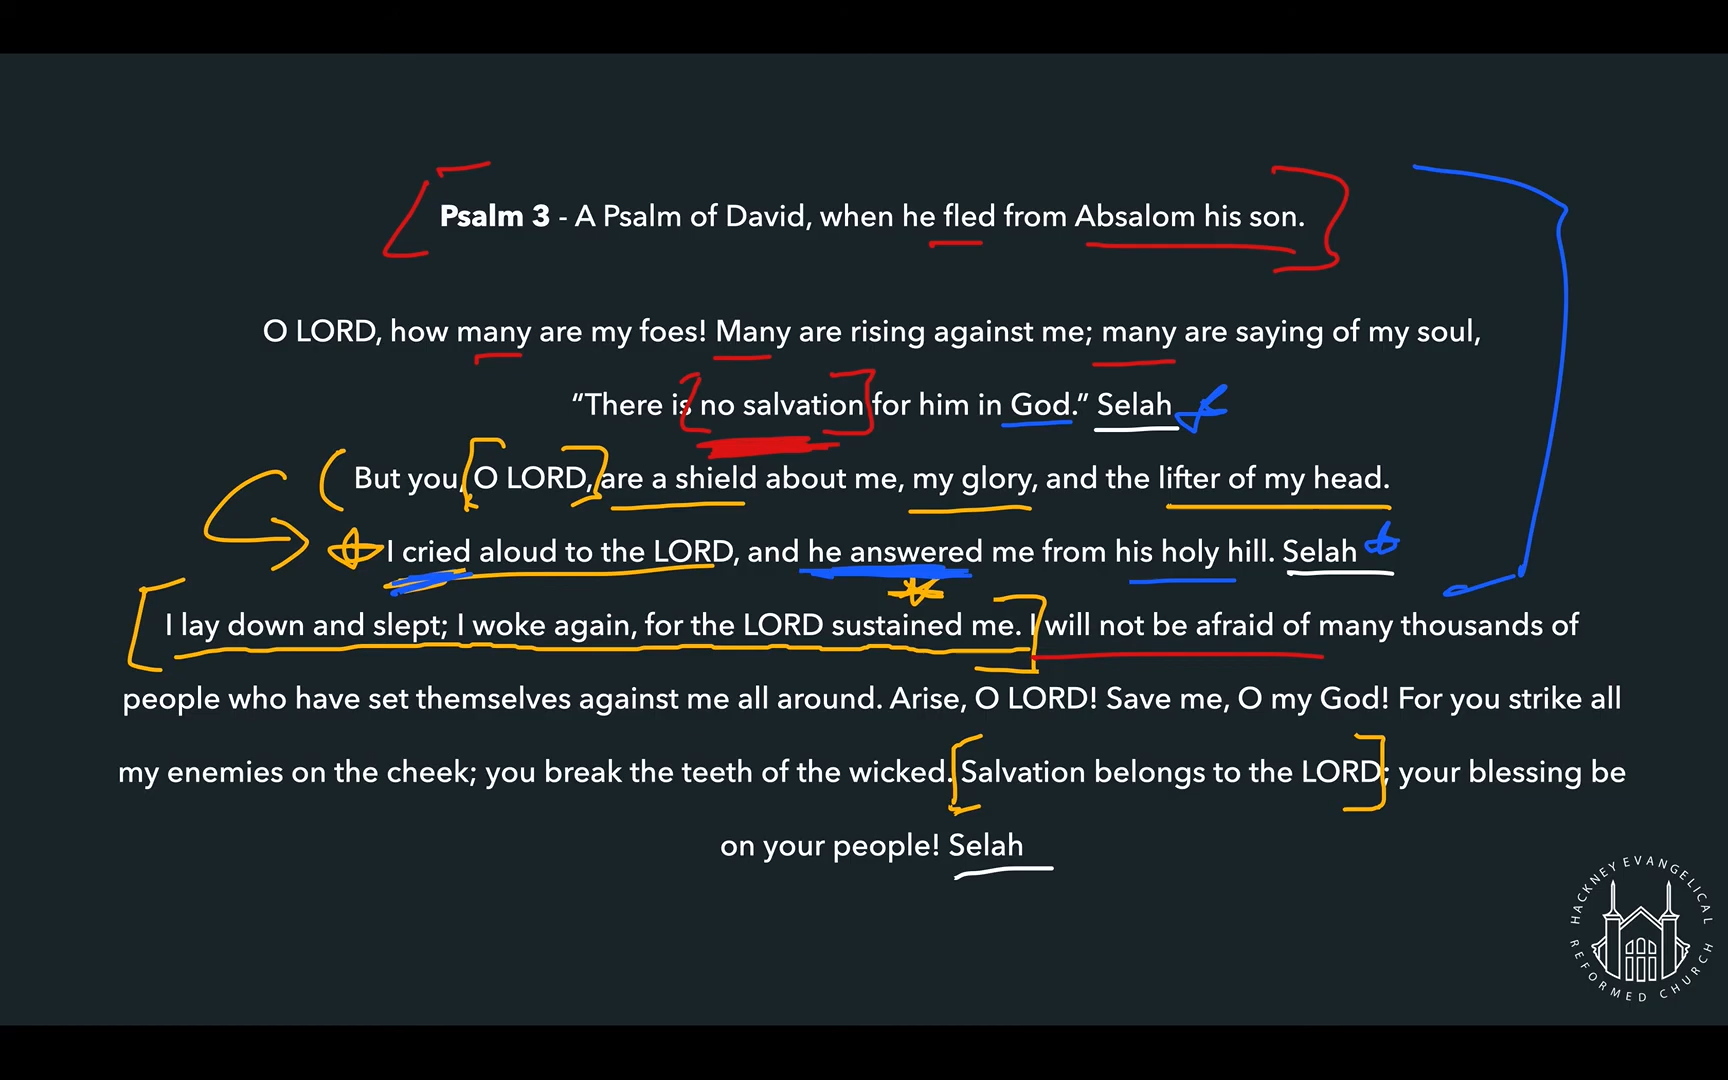 Psalm 3 - A Psalm of David, when he fled from Absalom his son.
O LORD, how many are my foes! Many are rising against me; many are saying of my soul,
“There is no salvation for him in God.” Selah
But you, O LORD, are a shield about me, my glory, and the lifter of my head.
I cried aloud to the LORD, and he answered me from his holy hill. Selah
I lay down and slept; I woke again, for the LORD sustained me. I will not be afraid of many thousands of
people who have set themselves against me all around. Arise, O LORD! Save me, O my God! For you strike all
my enemies on the cheek; you break the teeth of the wicked. Salvation belongs to the LORD; your blessing be
on your people! Selah
HACKNEY EVANGELICAL
REFORMED CHURCH